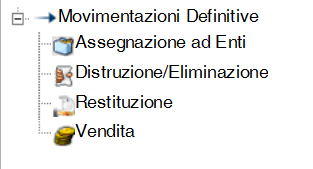 Movimentazioni Definitive
Assegnazione ad Enti
Distruzione/Eliminazione
Restituzione
Vendita